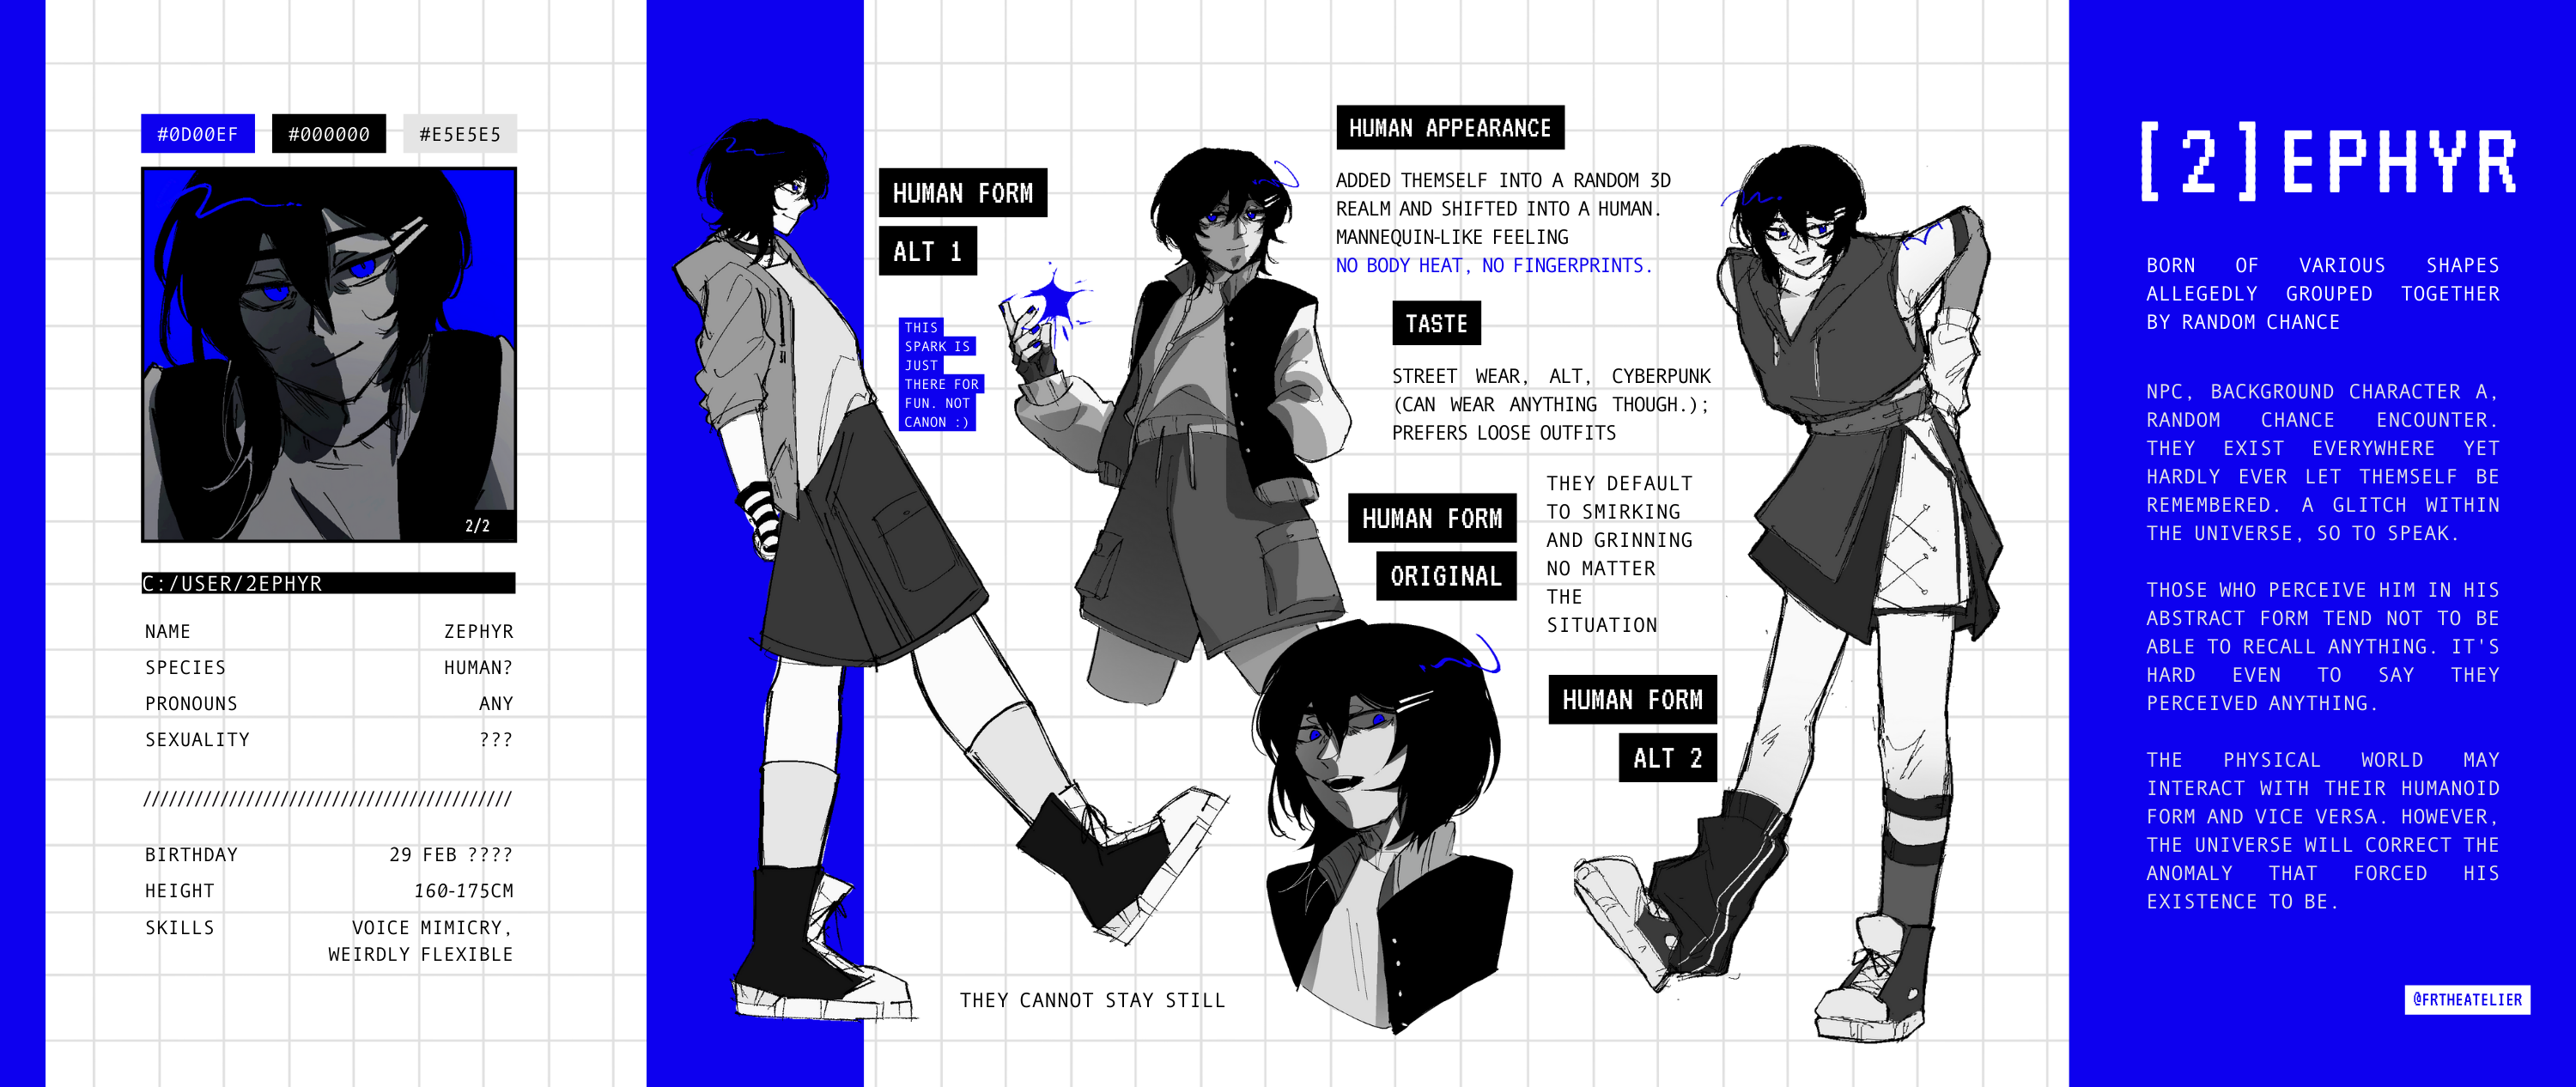 #0D00EF #000000 #E5E5E5
2/2
C:/USER/2EPHYR
NAME ZEPHYR
SPECIES HUMAN?
PRONOUNS ANY
SEXUALITY ???
///////////////////////////////////////////
BIRTHDAY 29 FEB ????
HEIGHT 160-175CM
SKILLS VOICE MIMICRY,
WEIRDLY FLEXIBLE
HUMAN FORM
ALT 1
THIS
SPARK IS
JUST
THERE FOR
FUN. NOT
CANON :)
THEY CANNOT STAY STILL
HUMAN APPEARANCE
ADDED THEMSELF INTO A RANDOM 3D
REALM AND SHIFTED INTO A HUMAN.
MANNEQUIN-LIKE FEELING
NO BODY HEAT, NO FINGERPRINTS.
TASTE
STREET WEAR, ALT, CYBERPUNK
(CAN WEAR ANYTHING THOUGH.);
PREFERS LOOSE OUTFITS
HUMAN FORM
ORIGINAL
THEY DEFAULT
TO SMIRKING
AND GRINNING
NO MATTER
THE
SITUATION
HUMAN FORM
ALT 2
[2]EPHYR
BORN OF VARIOUS SHAPES
ALLEGEDLY GROUPED TOGETHER
BY RANDOM CHANCE
NPC, BACKGROUND CHARACTER A,
RANDOM CHANCE ENCOUNTER.
THEY EXIST EVERYWHERE YET
HARDLY EVER LET THEMSELF BE
REMEMBERED. A GLITCH WITHIN
THE UNIVERSE, SO TO SPEAK.
THOSE WHO PERCEIVE HIM IN HIS
ABSTRACT FORM TEND NOT TO BE
ABLE TO RECALL ANYTHING. IT'S
HARD EVEN TO SAY THEY
PERCEIVED ANYTHING.
THE PHYSICAL WORLD MAY
INTERACT WITH THEIR HUMANOID
FORM AND VICE VERSA. HOWEVER,
THE UNIVERSE WILL CORRECT THE
ANOMALY THAT FORCED HIS
EXISTENCE TO BE.
@FRTHEATELIER